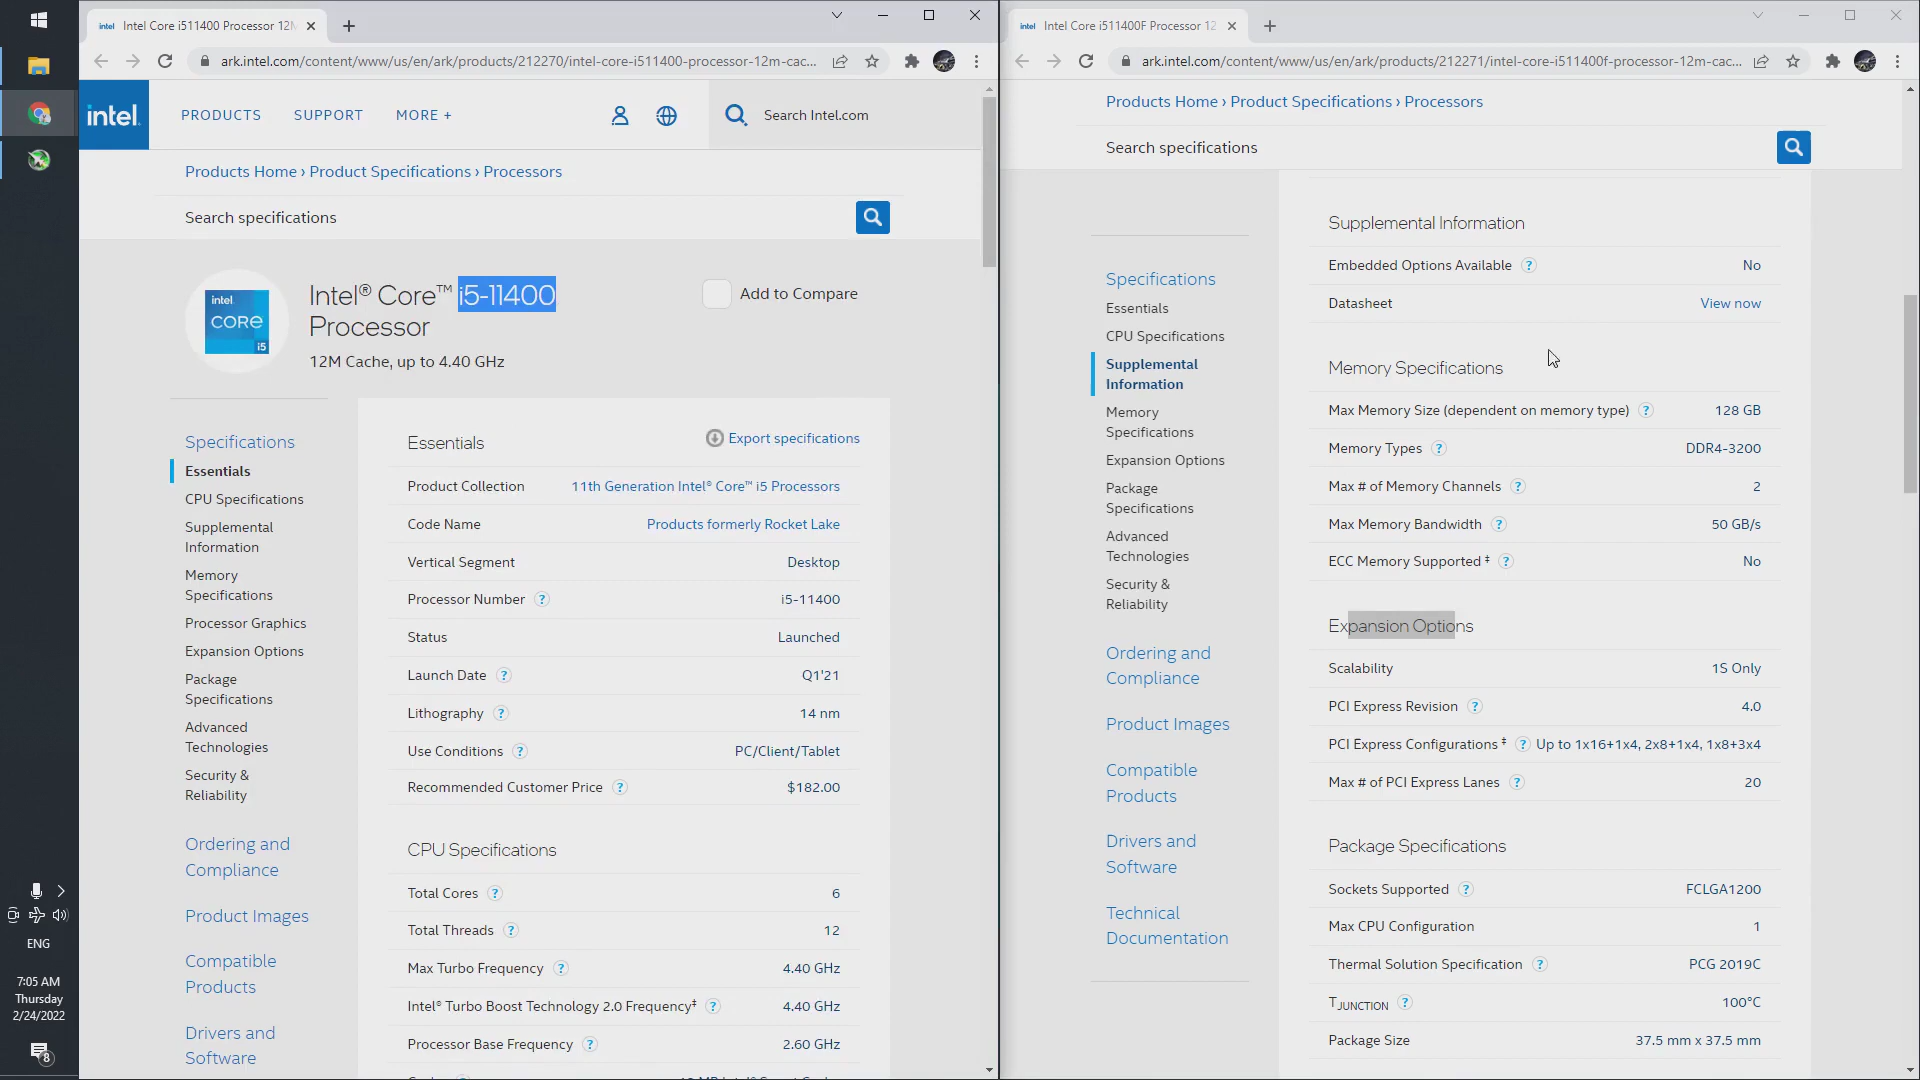 Intel Core i511400 Processor 12M
ark.intel.com/content/www/us/en/ark/products/212270/intel-core-i511400-processor-12m-cac...
intel.
PRODUCTS
SUPPORT
MORE +
Search Intel.com
Products Home › Product Specifications › Processors
Search specifications
intel.
CORE
i5
Intel® Core™ i5-11400
Processor
12M Cache, up to 4.40 GHz
Add to Compare
Specifications
Essentials
CPU Specifications
Supplemental
Information
Memory
Specifications
Processor Graphics
Expansion Options
Package
Specifications
Advanced
Technologies
Security &
Reliability
Ordering and
Compliance
Product Images
Compatible
Products
Drivers and
Software
Essentials
Export specifications
Product Collection 11th Generation Intel® Core™ i5 Processors
Code Name Products formerly Rocket Lake
Vertical Segment Desktop
Processor Number ? i5-11400
Status Launched
Launch Date ? Q1'21
Lithography ? 14 nm
Use Conditions ? PC/Client/Tablet
Recommended Customer Price ? $182.00
CPU Specifications
Total Cores ? 6
Total Threads ? 12
Max Turbo Frequency ? 4.40 GHz
Intel® Turbo Boost Technology 2.0 Frequency‡ ? 4.40 GHz
Processor Base Frequency ? 2.60 GHz
ENG
7:05 AM
Thursday
2/24/2022
8
intel Intel Core i511400F Processor 12
ark.intel.com/content/www/us/en/ark/products/212271/intel-core-i511400f-processor-12m-cac...
Products Home › Product Specifications › Processors
Search specifications
Specifications
Essentials
CPU Specifications
Supplemental
Information
Memory
Specifications
Expansion Options
Package
Specifications
Advanced
Technologies
Security &
Reliability
Ordering and
Compliance
Product Images
Compatible
Products
Drivers and
Software
Technical
Documentation
Supplemental Information
Embedded Options Available ? No
Datasheet View now
Memory Specifications
Max Memory Size (dependent on memory type) ? 128 GB
Memory Types ? DDR4-3200
Max # of Memory Channels ? 2
Max Memory Bandwidth ? 50 GB/s
ECC Memory Supported ‡ ? No
Expansion Options
Scalability 1S Only
PCI Express Revision ? 4.0
PCI Express Configurations ‡ ? Up to 1x16+1x4, 2x8+1x4, 1x8+3x4
Max # of PCI Express Lanes ? 20
Package Specifications
Sockets Supported ? FCLGA1200
Max CPU Configuration 1
Thermal Solution Specification ? PCG 2019C
TJUNCTION ? 100°C
Package Size 37.5 mm x 37.5 mm